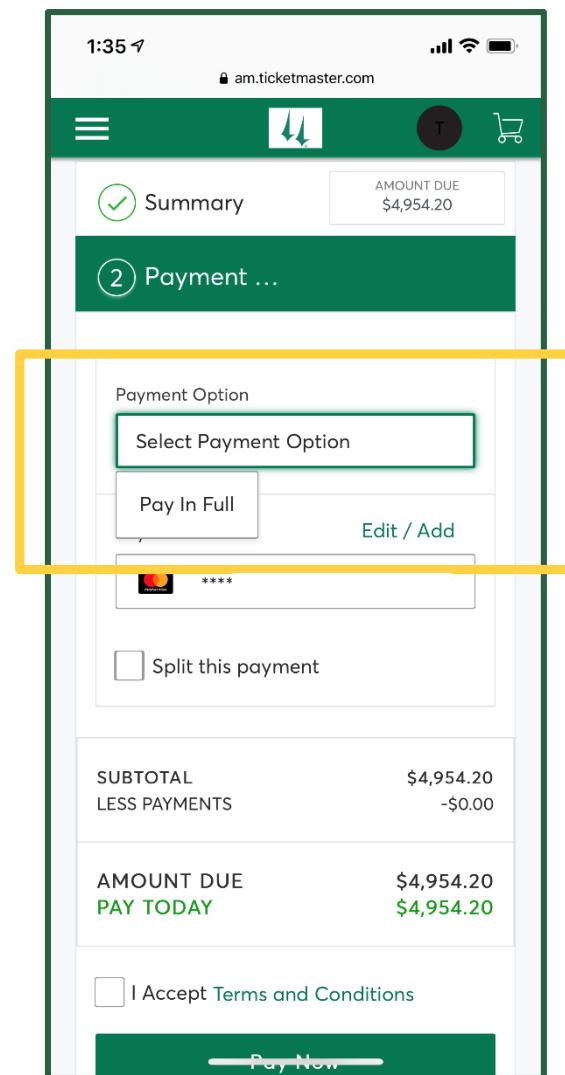 1:35
am.ticketmaster.com
T
Summary
AMOUNT DUE
$4,954.20
2 Payment ...
Payment Option
Select Payment Option
Pay In Full
Edit / Add
****
Split this payment
SUBTOTAL $4,954.20
LESS PAYMENTS -$0.00
AMOUNT DUE $4,954.20
PAY TODAY $4,954.20
I Accept Terms and Conditions
Pay Now